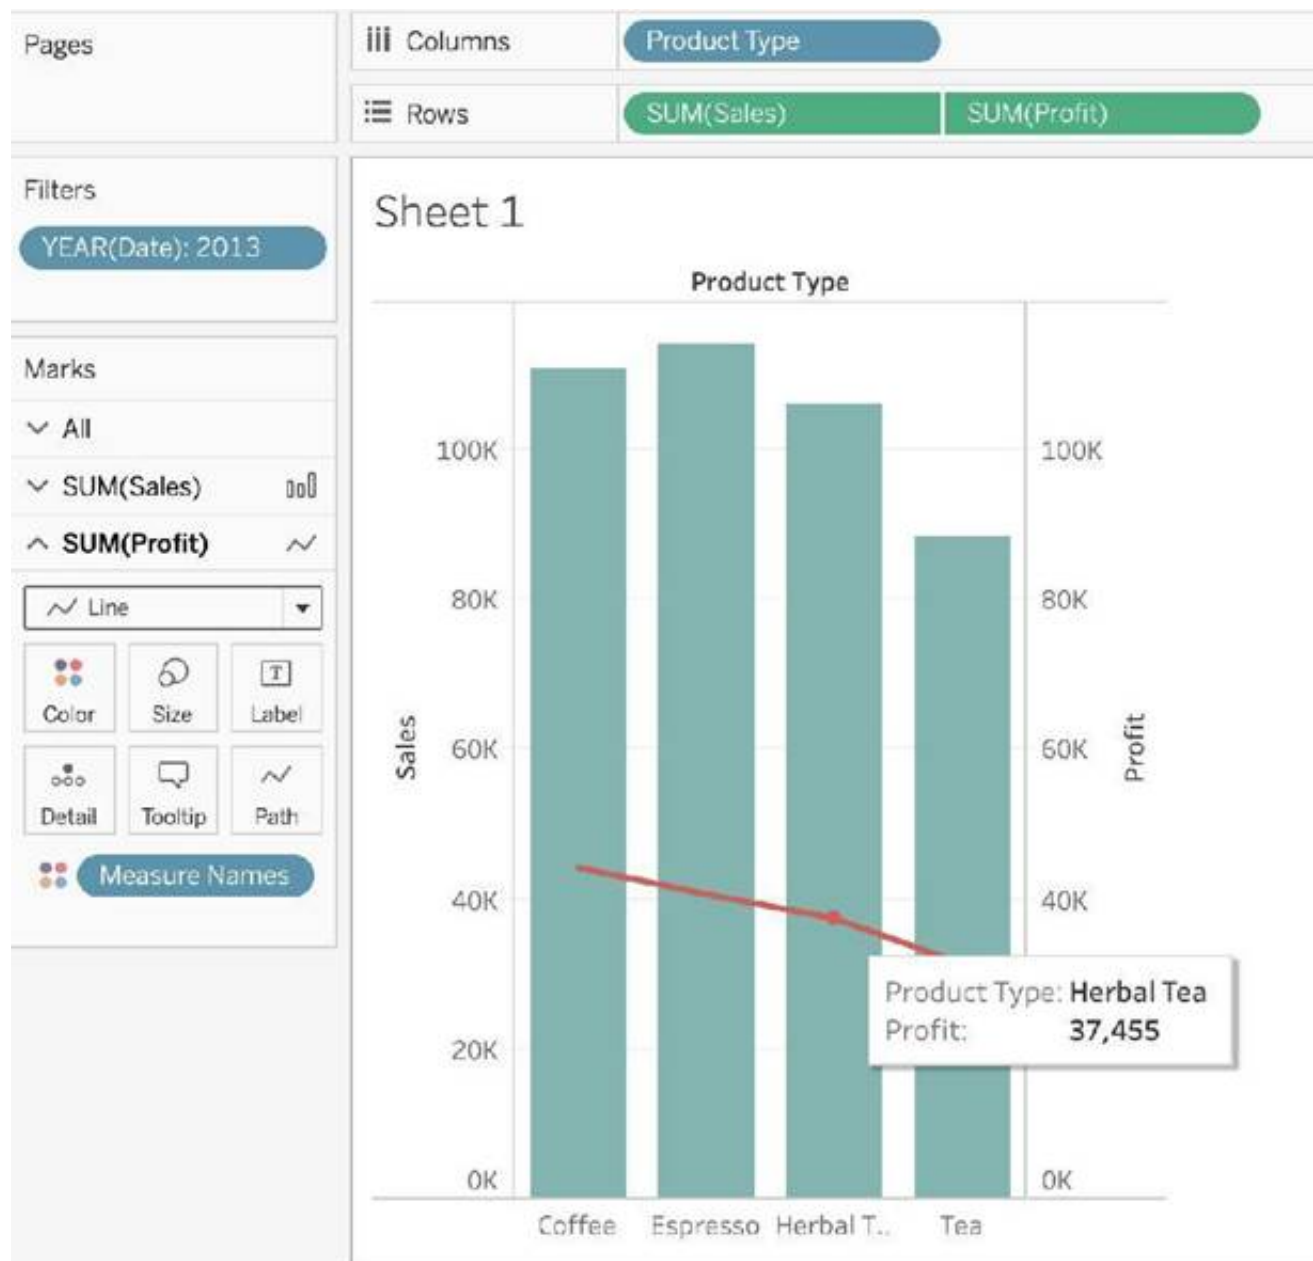 Pages
Columns
Product Type
Rows
SUM(Sales)
SUM(Profit)
Filters
YEAR(Date): 2013
Marks
All
SUM(Sales)
SUM(Profit)
Line
Color
Size
Label
Detail
Tooltip
Path
Measure Names
Sheet 1
Product Type
100K
80K
60K
40K
20K
0K
Sales
100K
80K
60K
40K
0K
Profit
Product Type: Herbal Tea
Profit: 37,455
Coffee
Espresso
Herbal T..
Tea